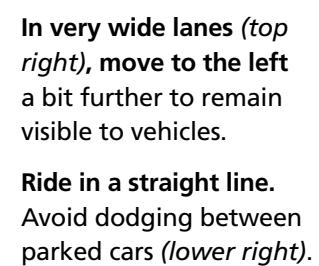 In very wide lanes (top
right), move to the left
a bit further to remain
visible to vehicles.
Ride in a straight line.
Avoid dodging between
parked cars (lower right).